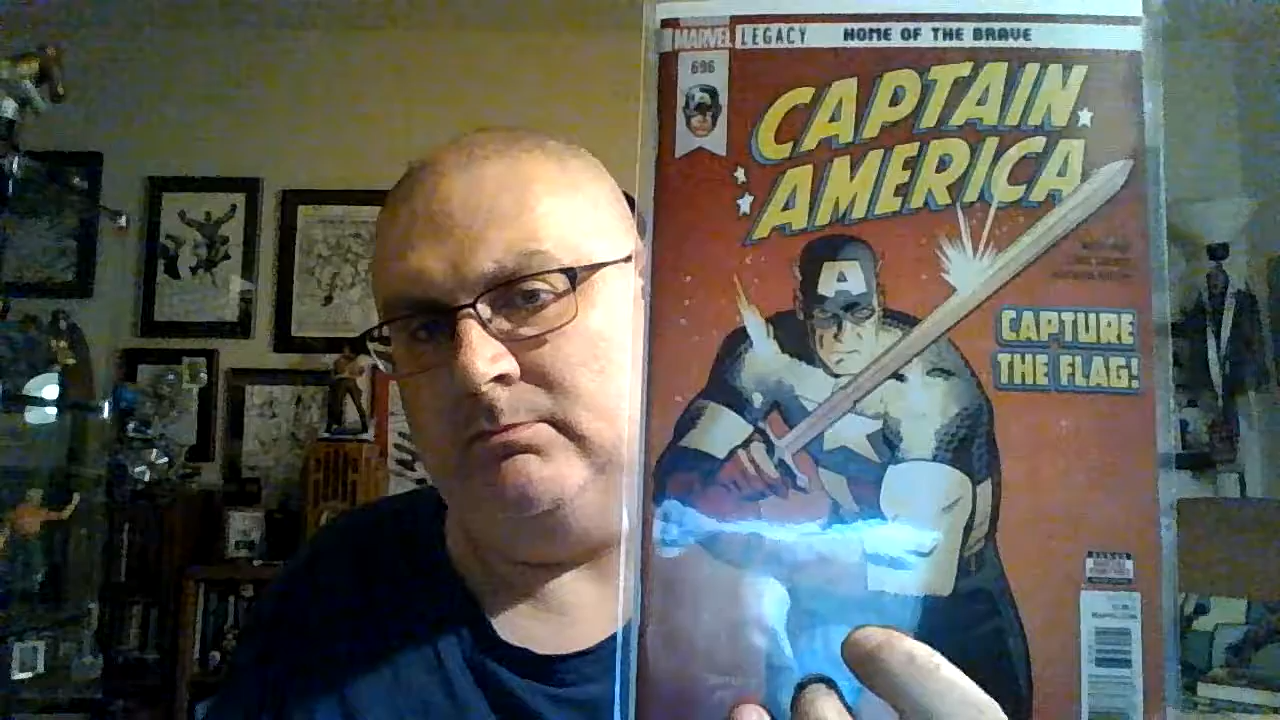 MARVEL LEGACY HOME OF THE BRAVE
696
CAPTAIN
AMERICA
A
CAPTURE
THE FLAG!